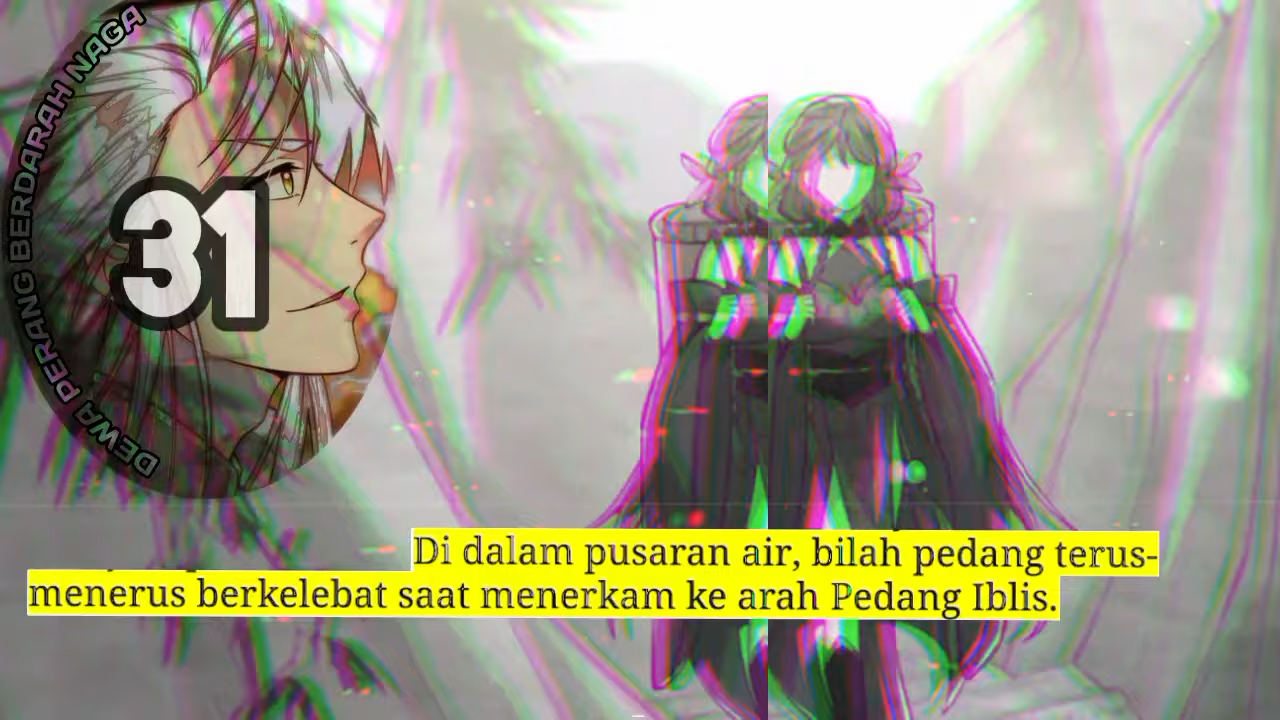 DEWA PERANG BERDARAH NAGA
31
Di dalam pusaran air, bilah pedang terus-
menerus berkelebat saat menerkam ke arah Pedang Iblis.